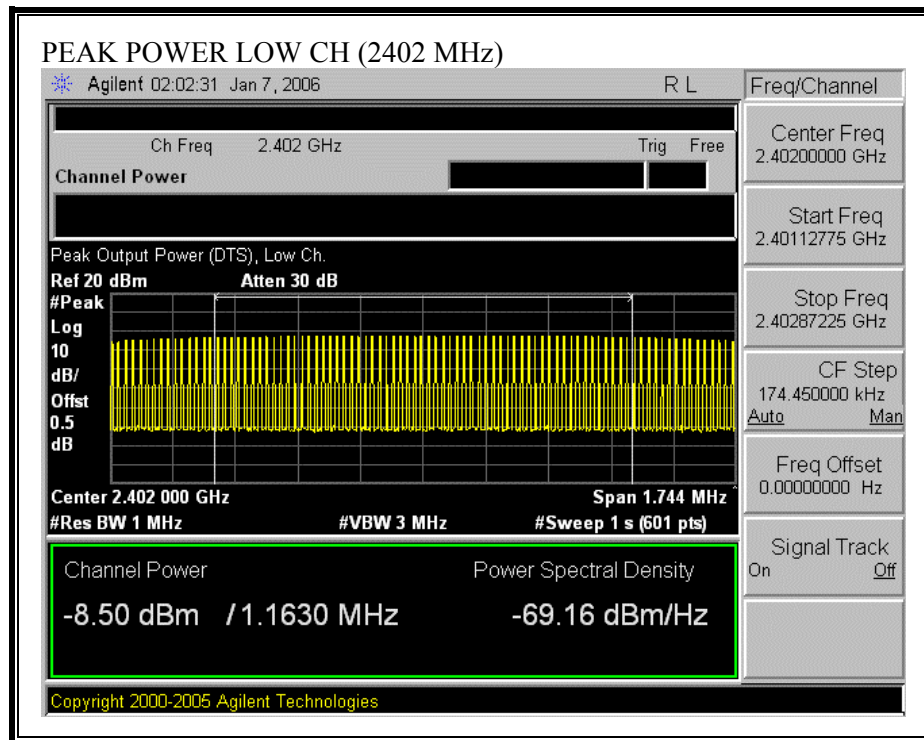 PEAK POWER LOW CH (2402 MHz)
Agilent 02:02:31 Jan 7, 2006 R L
Freq/Channel
Ch Freq 2.402 GHz Trig Free
Channel Power
Center Freq
2.40200000 GHz
Start Freq
2.40112775 GHz
Stop Freq
2.40287225 GHz
CF Step
174.450000 kHz
Auto Man
Freq Offset
0.00000000 Hz
Signal Track
On Off
Peak Output Power (DTS), Low Ch.
Ref 20 dBm Atten 30 dB
#Peak
Log
10
dB/
Offst
0.5
dB
Center 2.402 000 GHz Span 1.744 MHz
#Res BW 1 MHz #VBW 3 MHz #Sweep 1 s (601 pts)
Channel Power Power Spectral Density
-8.50 dBm / 1.1630 MHz -69.16 dBm/Hz
Copyright 2000-2005 Agilent Technologies